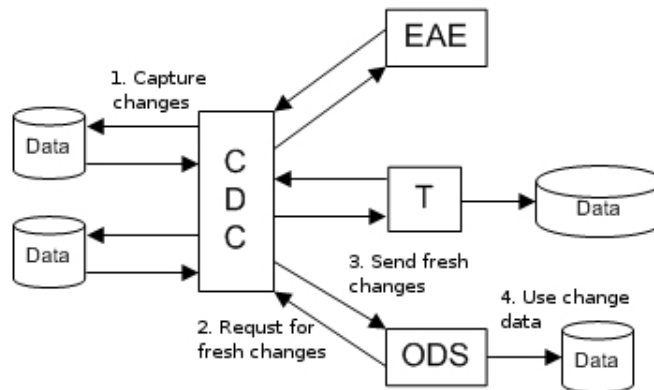 EAE
1. Capture
changes
Data
C
D
C
T
Data
Data
3. Send fresh
changes
4. Use change
data
2. Requst for
fresh changes
ODS
Data